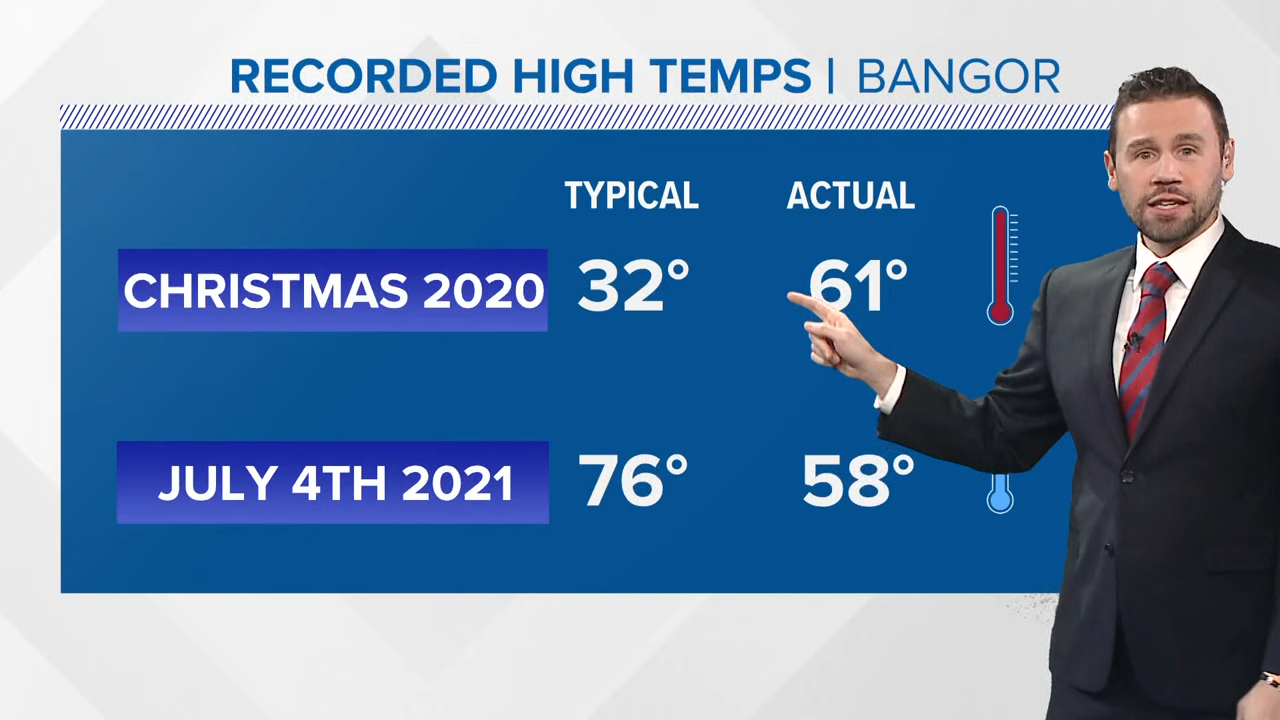 RECORDED HIGH TEMPS | BANGOR
TYPICAL ACTUAL
CHRISTMAS 2020 32° 61°
JULY 4TH 2021 76° 58°